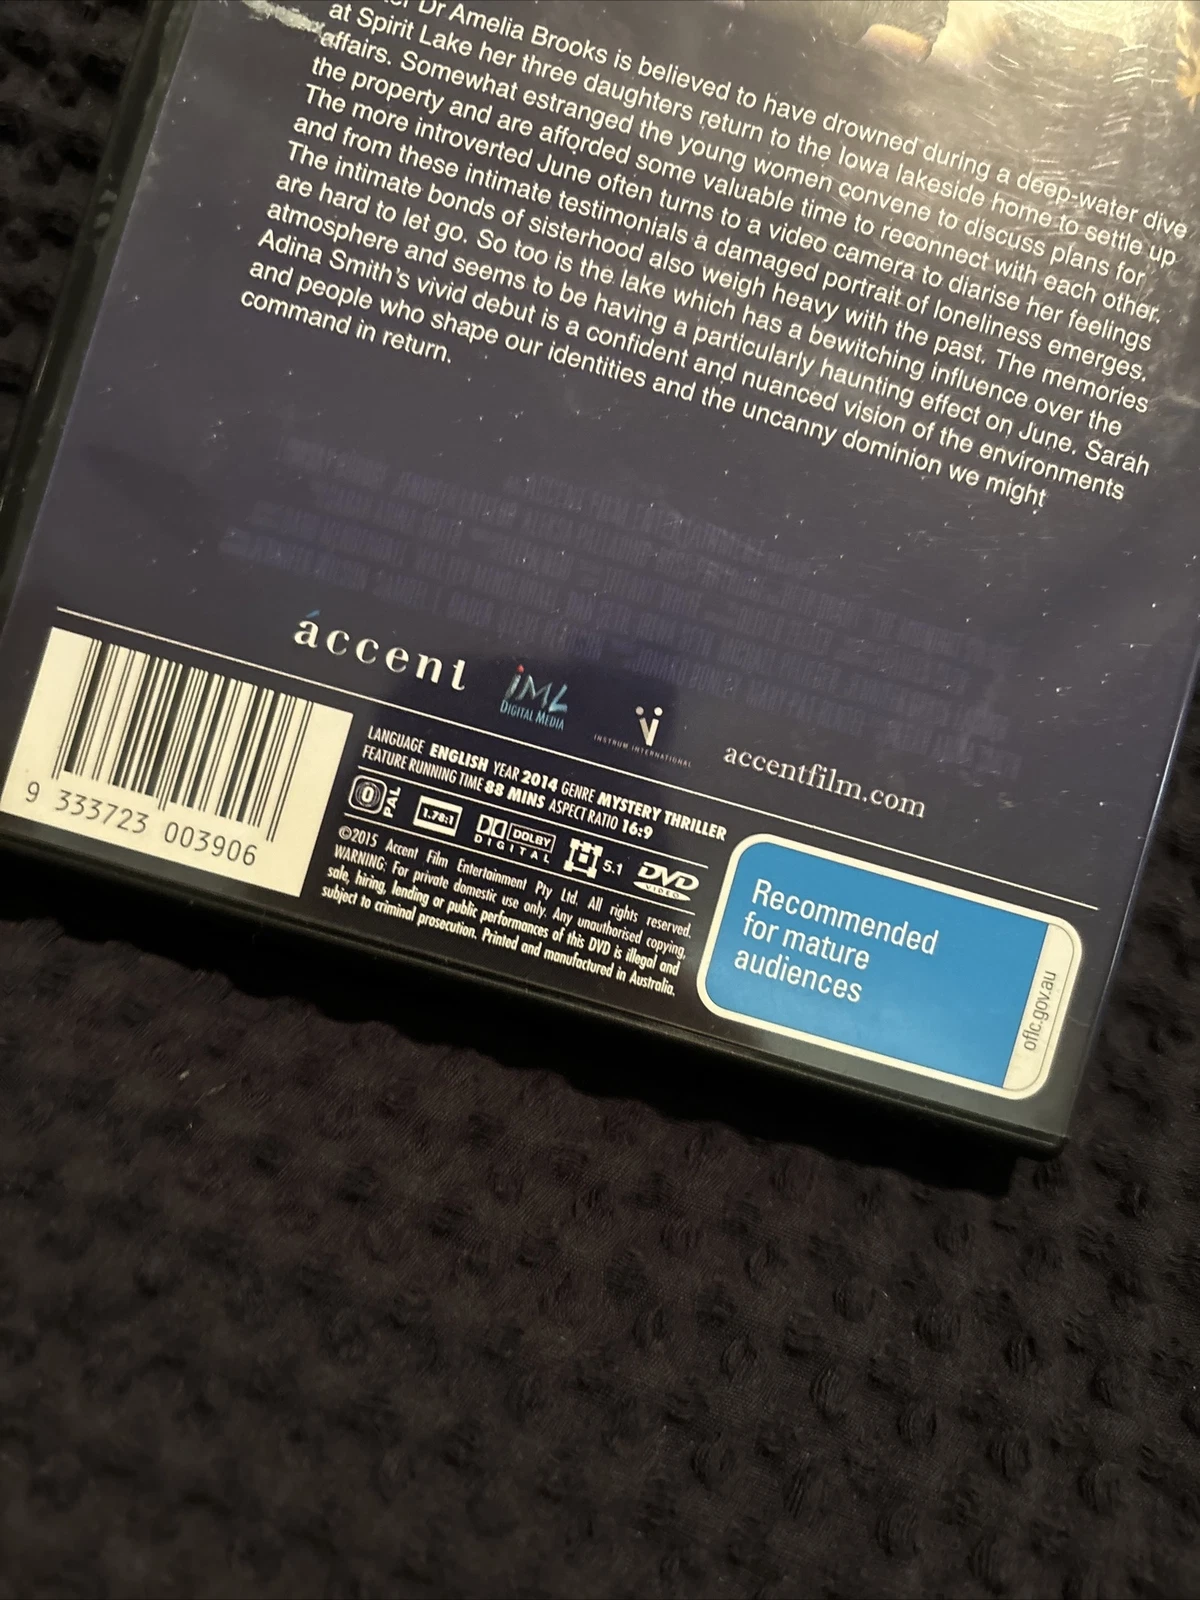 Dr Amelia Brooks is believed to have drowned during a deep-water dive
at Spirit Lake her three daughters return to the Iowa lakeside home to settle up
affairs. Somewhat estranged the young women convene to discuss plans for
the property and are afforded some valuable time to reconnect with each other.
The more introverted June often turns to a video camera to diarise her feelings
and from these intimate testimonials a damaged portrait of loneliness emerges.
The intimate bonds of sisterhood also weigh heavy with the past. The memories
are hard to let go. So too is the lake which has a bewitching influence over the
atmosphere and seems to be having a particularly haunting effect on June. Sarah
Adina Smith's vivid debut is a confident and nuanced vision of the environments
and people who shape our identities and the uncanny dominion we might
command in return.
áccent
iML
DIGITAL MEDIA
INSTRUM INTERNATIONAL
accentfilm.com
LANGUAGE ENGLISH YEAR 2014 GENRE MYSTERY THRILLER
FEATURE RUNNING TIME 88 MINS ASPECT RATIO 16:9
0 PAL
1.78:1
DOLBY
DIGITAL
5.1
DVD
VIDEO
©2015 Accent Film Entertainment Pty Ltd. All rights reserved.
WARNING: For private domestic use only. Any unauthorised copying,
sale, hiring, lending or public performances of this DVD is illegal and
subject to criminal prosecution. Printed and manufactured in Australia.
9 333723 003906
Recommended
for mature
audiences
oflc.gov.au